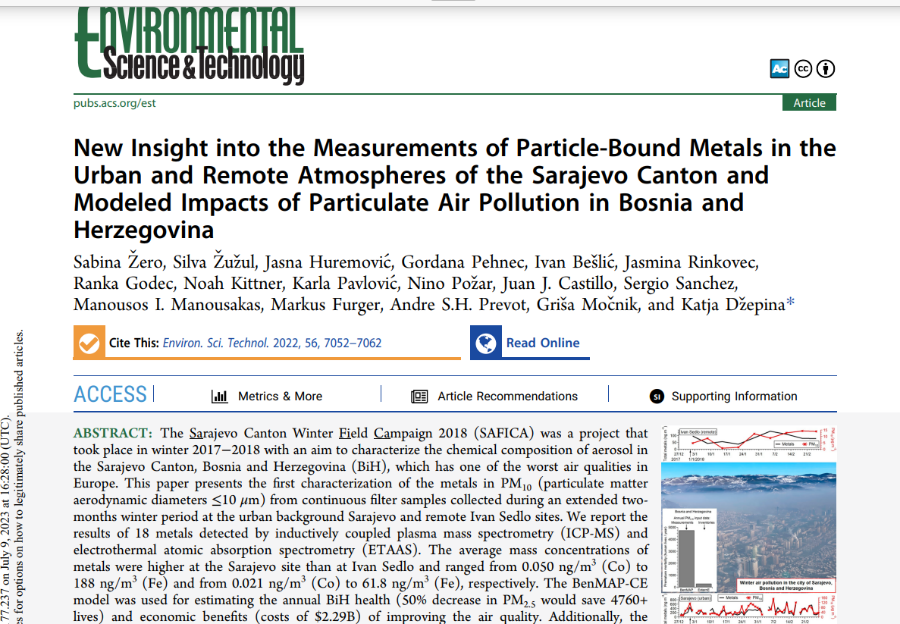 ENVIRONMENTAL
Science & Technology
Ac cc
pubs.acs.org/est
Article
New Insight into the Measurements of Particle-Bound Metals in the
Urban and Remote Atmospheres of the Sarajevo Canton and
Modeled Impacts of Particulate Air Pollution in Bosnia and
Herzegovina
Sabina Žero, Silva Žužul, Jasna Huremović, Gordana Pehnec, Ivan Bešlić, Jasmina Rinkovec,
Ranka Godec, Noah Kittner, Karla Pavlović, Nino Požar, Juan J. Castillo, Sergio Sanchez,
Manousos I. Manousakas, Markus Furger, Andre S.H. Prevot, Griša Močnik, and Katja Džepina*
Cite This: Environ. Sci. Technol. 2022, 56, 7052–7062
Read Online
ACCESS
Metrics & More
Article Recommendations
SI Supporting Information
ABSTRACT: The Sarajevo Canton Winter Field Campaign 2018 (SAFICA) was a project that
took place in winter 2017−2018 with an aim to characterize the chemical composition of aerosol in
the Sarajevo Canton, Bosnia and Herzegovina (BiH), which has one of the worst air qualities in
Europe. This paper presents the first characterization of the metals in PM10 (particulate matter
aerodynamic diameters ≤10 μm) from continuous filter samples collected during an extended two-
months winter period at the urban background Sarajevo and remote Ivan Sedlo sites. We report the
results of 18 metals detected by inductively coupled plasma mass spectrometry (ICP-MS) and
electrothermal atomic absorption spectrometry (ETAAS). The average mass concentrations of
metals were higher at the Sarajevo site than at Ivan Sedlo and ranged from 0.050 ng/m³ (Co) to
188 ng/m³ (Fe) and from 0.021 ng/m³ (Co) to 61.8 ng/m³ (Fe), respectively. The BenMAP-CE
model was used for estimating the annual BiH health (50% decrease in PM2.5 would save 4760+
lives) and economic benefits (costs of $2.29B) of improving the air quality. Additionally, the
Ivan Sedlo (remote)
Metals
Bosnia and Herzegovina
Winter air pollution in the city of Sarajevo,
Bosnia and Herzegovina
Sarajevo (urban)
Metals
77.237 on July 9, 2023 at 16:28:00 (UTC).
s for options on how to legitimately share published articles.